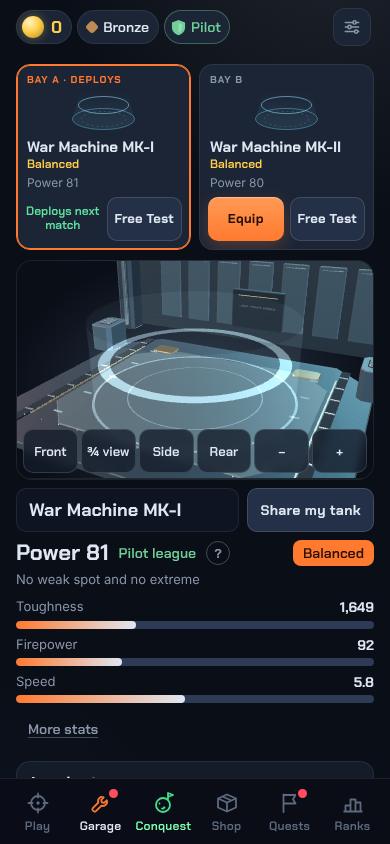 0
Bronze
Pilot
BAY A · DEPLOYS
War Machine MK-I
Balanced
Power 81
Deploys next
match
Free Test
BAY B
War Machine MK-II
Balanced
Power 80
Equip
Free Test
Front
¾ view
Side
Rear
−
+
War Machine MK-I
Share my tank
Power 81
Pilot league
?
Balanced
No weak spot and no extreme
Toughness
1,649
Firepower
92
Speed
5.8
More stats
Play
Garage
Conquest
Shop
Quests
Ranks